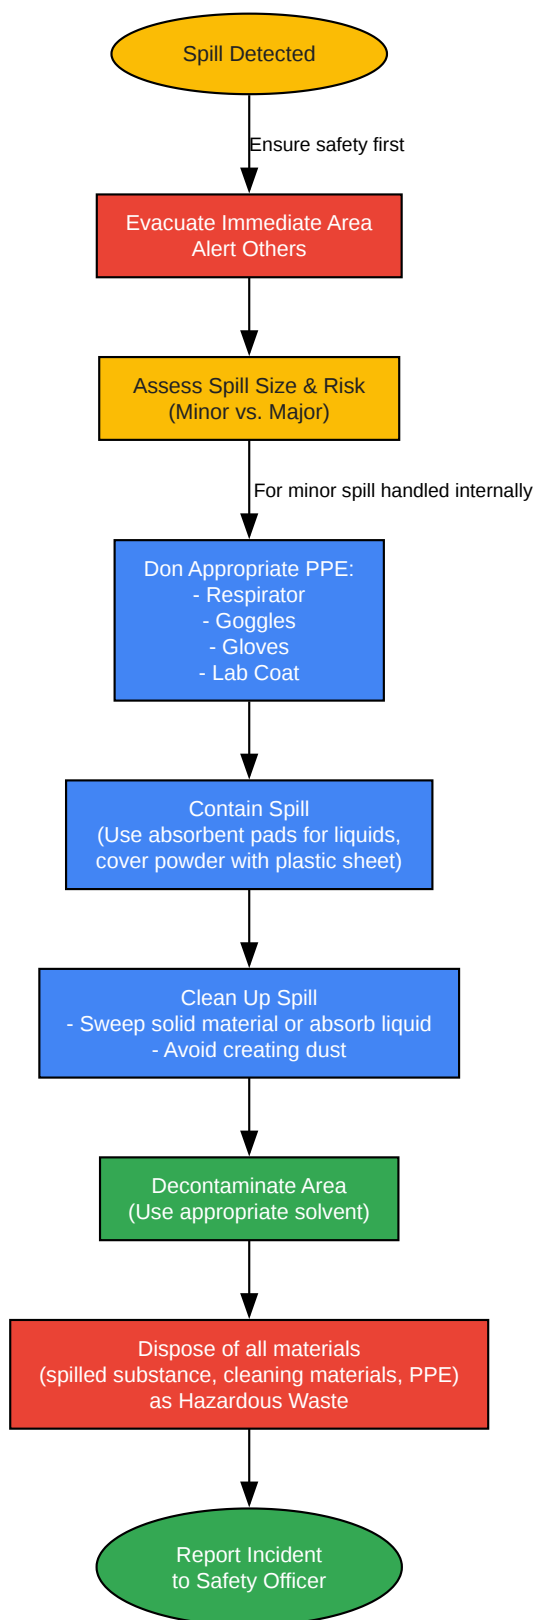 Spill Detected
Ensure safety first
Evacuate Immediate Area
Alert Others
Assess Spill Size & Risk
(Minor vs. Major)
For minor spill handled internally
Don Appropriate PPE:
- Respirator
- Goggles
- Gloves
- Lab Coat
Contain Spill
(Use absorbent pads for liquids,
cover powder with plastic sheet)
Clean Up Spill
- Sweep solid material or absorb liquid
- Avoid creating dust
Decontaminate Area
(Use appropriate solvent)
Dispose of all materials
(spilled substance, cleaning materials, PPE)
as Hazardous Waste
Report Incident
to Safety Officer